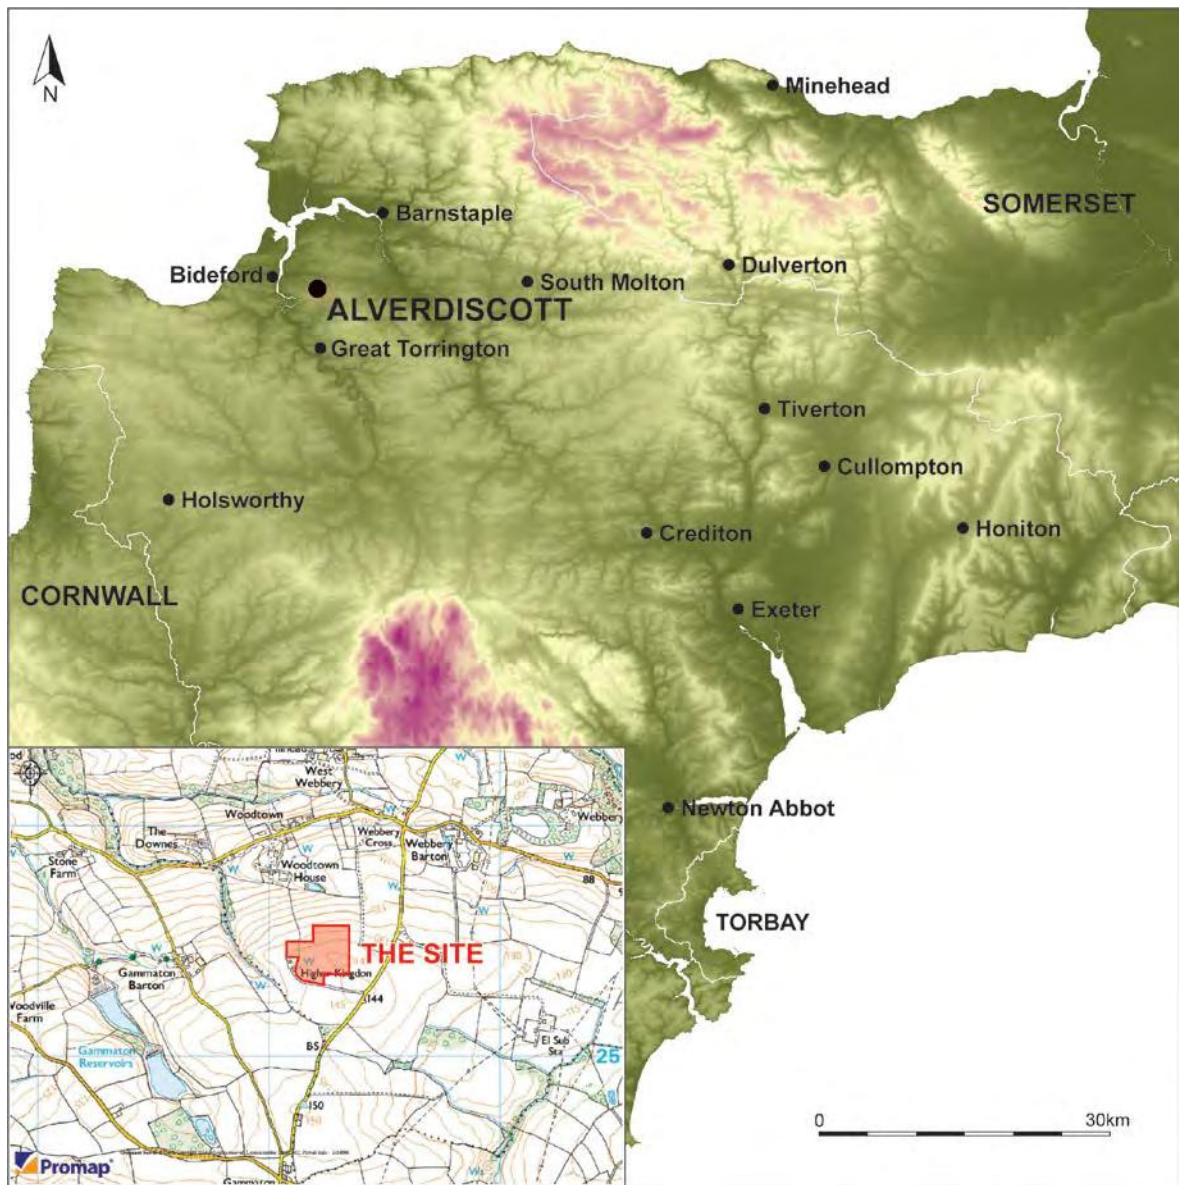 N
Minehead
SOMERSET
Barnstaple
Bideford
Dulverton
South Molton
ALVERDISCOTT
Great Torrington
Tiverton
Cullompton
Holsworthy
Crediton
Honiton
CORNWALL
Exeter
Newton Abbot
TORBAY
0 30km
West
Webbery
Woodtown
The
Downes
Webbery
Cross
Webbery
Barton
Webbery
Stone
Farm
Woodtown
House
88
THE SITE
Higher Kingdon
Gammaton
Barton
144
Woodville
Farm
Gammaton
Reservoirs
BS
El Sub
Sta
25
150
Gammaton
Promap